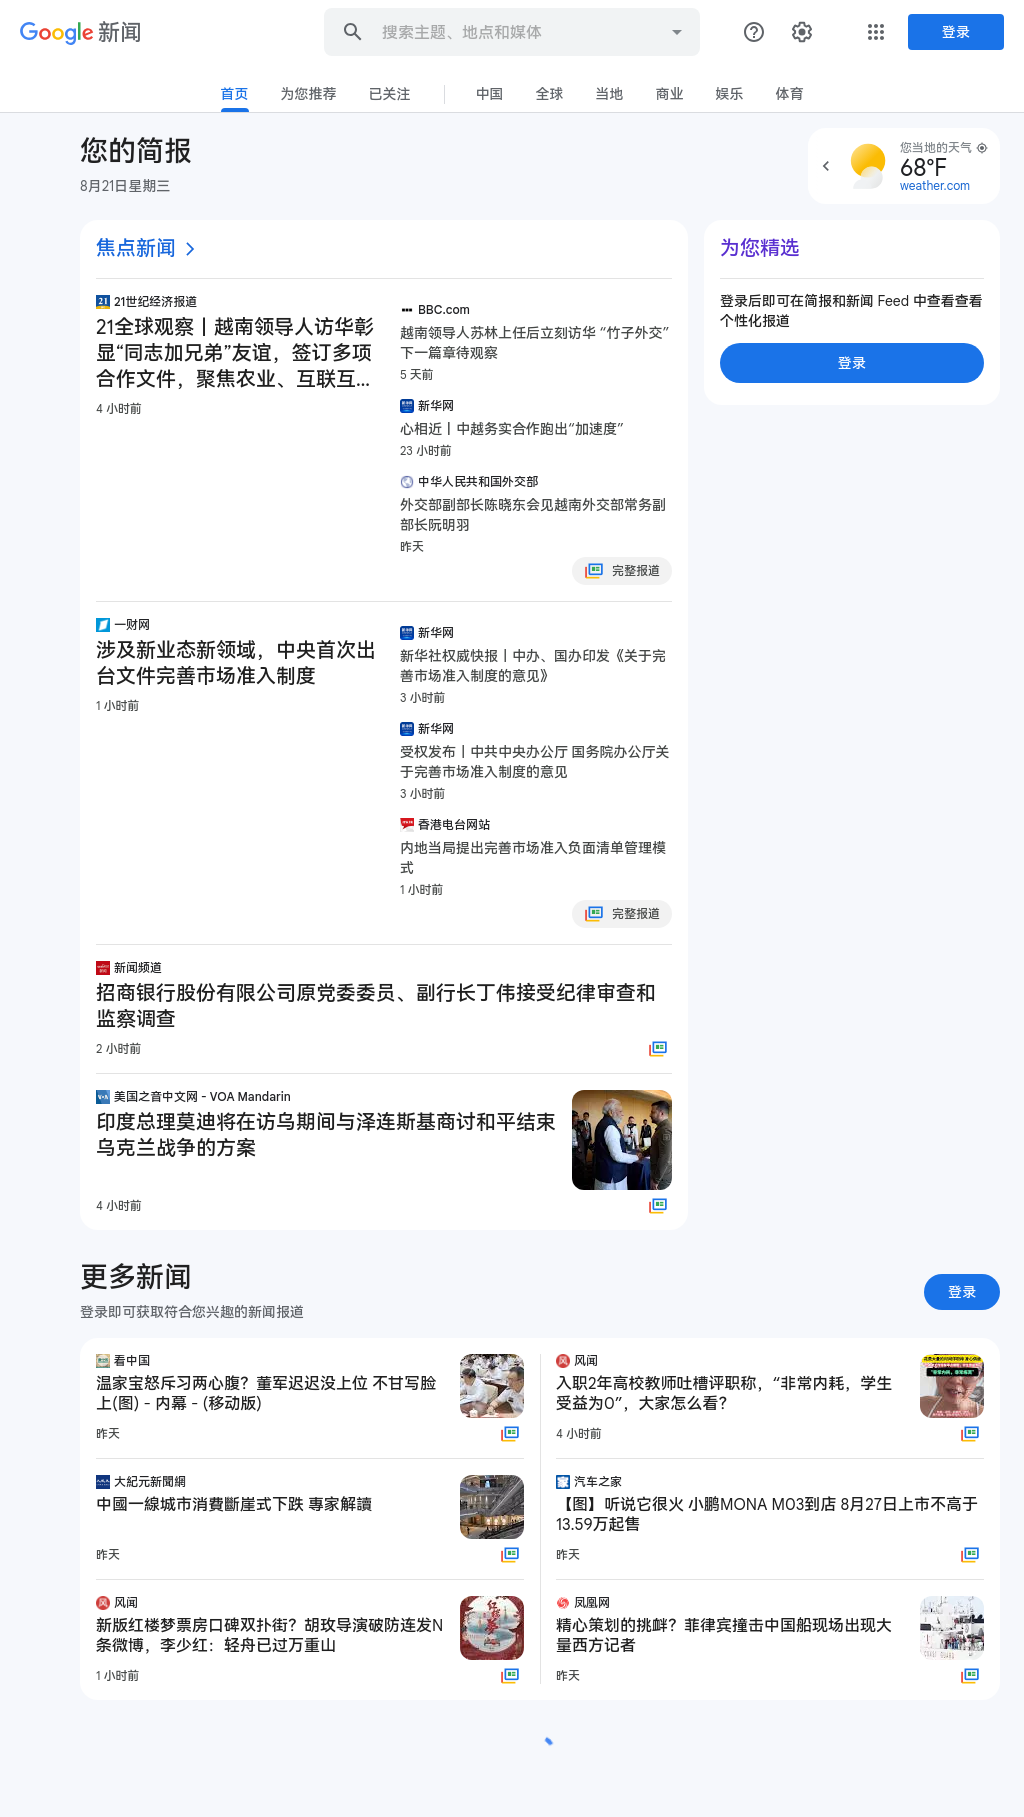 Google 新闻
搜索主题、地点和媒体
登录
首页
为您推荐
已关注
中国
全球
当地
商业
娱乐
体育
您的简报
8月21日星期三
您当地的天气
68°F
weather.com
焦点新闻
21世纪经济报道
21全球观察丨越南领导人访华彰
显“同志加兄弟”友谊，签订多项
合作文件，聚焦农业、互联互...
4 小时前
BBC.com
越南领导人苏林上任后立刻访华 “竹子外交”
下一篇章待观察
5 天前
新华网
心相近丨中越务实合作跑出“加速度”
23 小时前
中华人民共和国外交部
外交部副部长陈晓东会见越南外交部常务副
部长阮明羽
昨天
完整报道
为您精选
登录后即可在简报和新闻 Feed 中查看查看
个性化报道
登录
一财网
涉及新业态新领域，中央首次出
台文件完善市场准入制度
1 小时前
新华网
新华社权威快报丨中办、国办印发《关于完
善市场准入制度的意见》
3 小时前
新华网
受权发布丨中共中央办公厅 国务院办公厅关
于完善市场准入制度的意见
3 小时前
香港电台网站
内地当局提出完善市场准入负面清单管理模
式
1 小时前
完整报道
新闻频道
招商银行股份有限公司原党委委员、副行长丁伟接受纪律审查和
监察调查
2 小时前
美国之音中文网 - VOA Mandarin
印度总理莫迪将在访乌期间与泽连斯基商讨和平结束
乌克兰战争的方案
4 小时前
更多新闻
登录即可获取符合您兴趣的新闻报道
登录
看中国
温家宝怒斥习两心腹？董军迟迟没上位 不甘写脸
上(图) - 内幕 - (移动版)
昨天
风闻
入职2年高校教师吐槽评职称，“非常内耗，学生
受益为0”，大家怎么看？
4 小时前
大紀元新聞網
中國一線城市消費斷崖式下跌 專家解讀
昨天
汽车之家
【图】听说它很火 小鹏MONA M03到店 8月27日上市不高于
13.59万起售
昨天
风闻
新版红楼梦票房口碑双扑街？胡玫导演破防连发N
条微博，李少红：轻舟已过万重山
1 小时前
凤凰网
精心策划的挑衅？菲律宾撞击中国船现场出现大
量西方记者
昨天